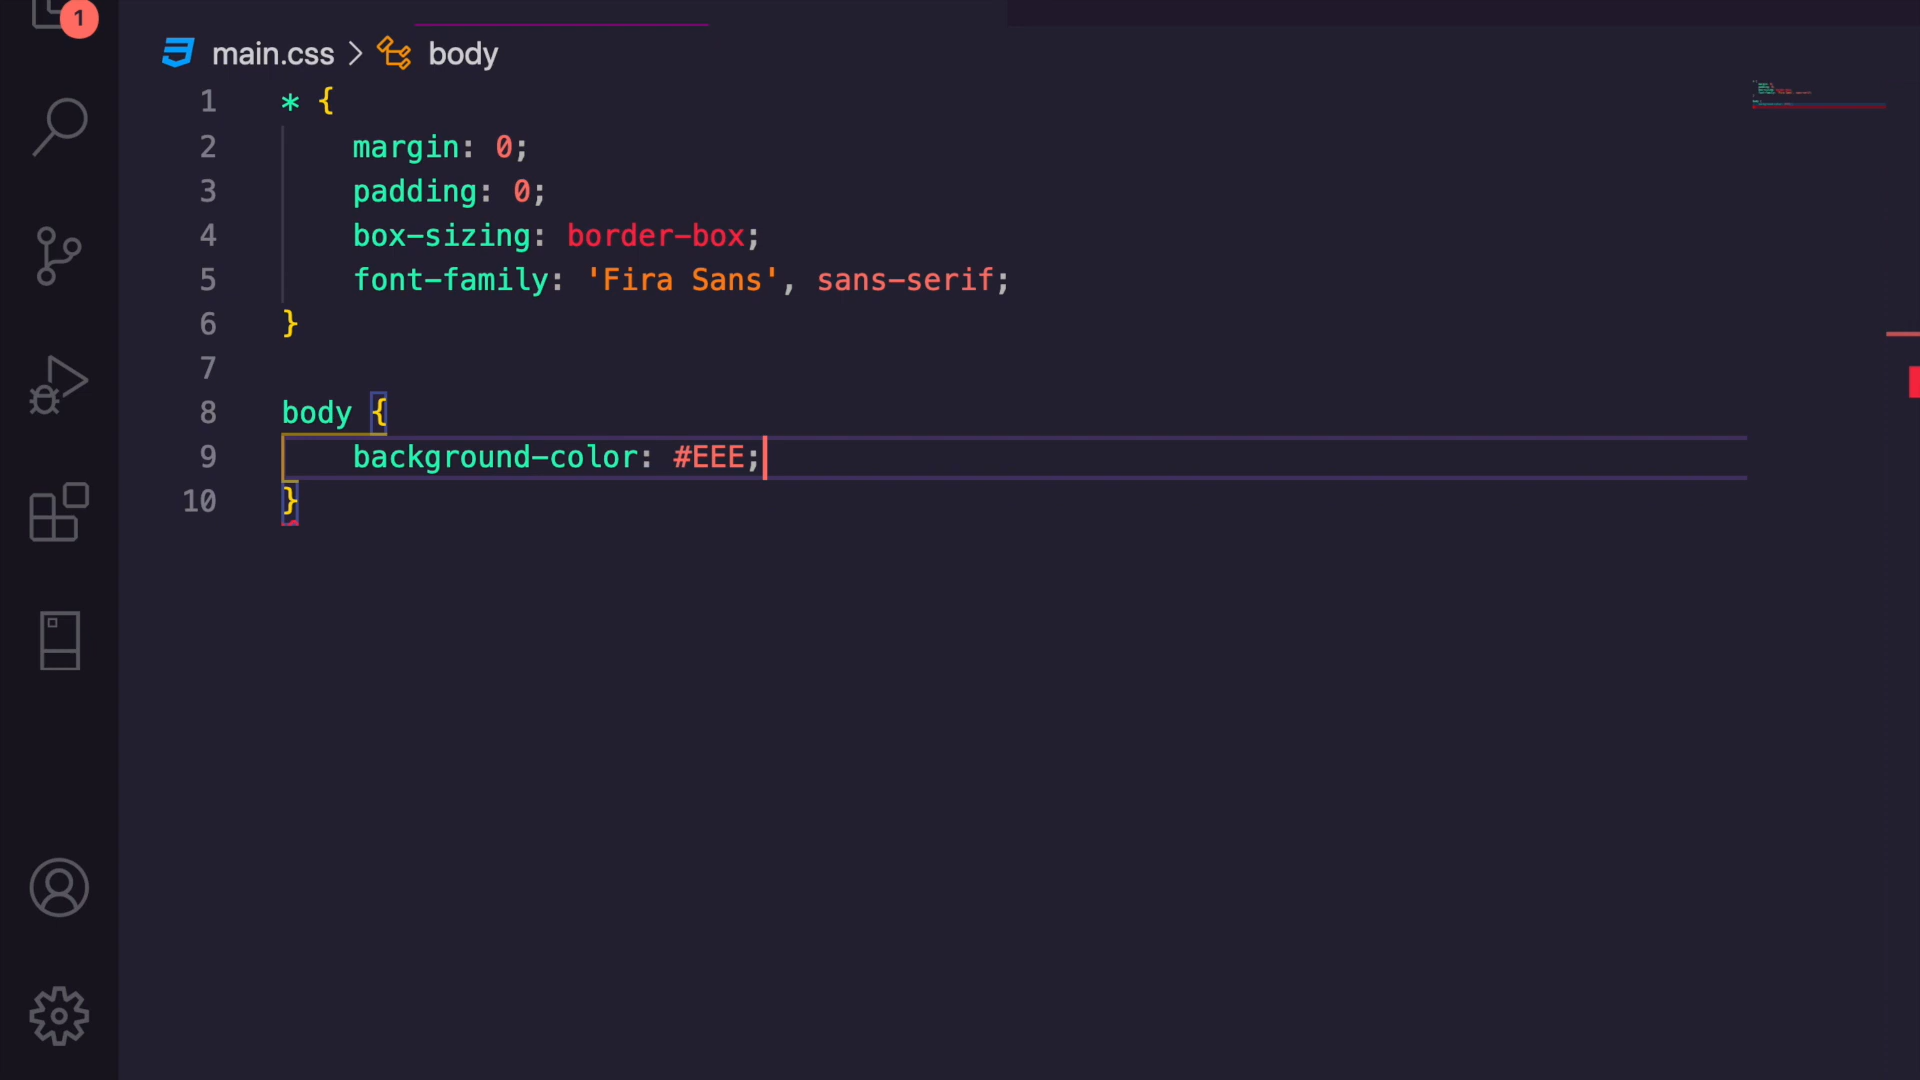 1
main.css > body
1 * {
2 margin: 0;
3 padding: 0;
4 box-sizing: border-box;
5 font-family: 'Fira Sans', sans-serif;
6 }
7
8 body {
9 background-color: #EEE;
10 }